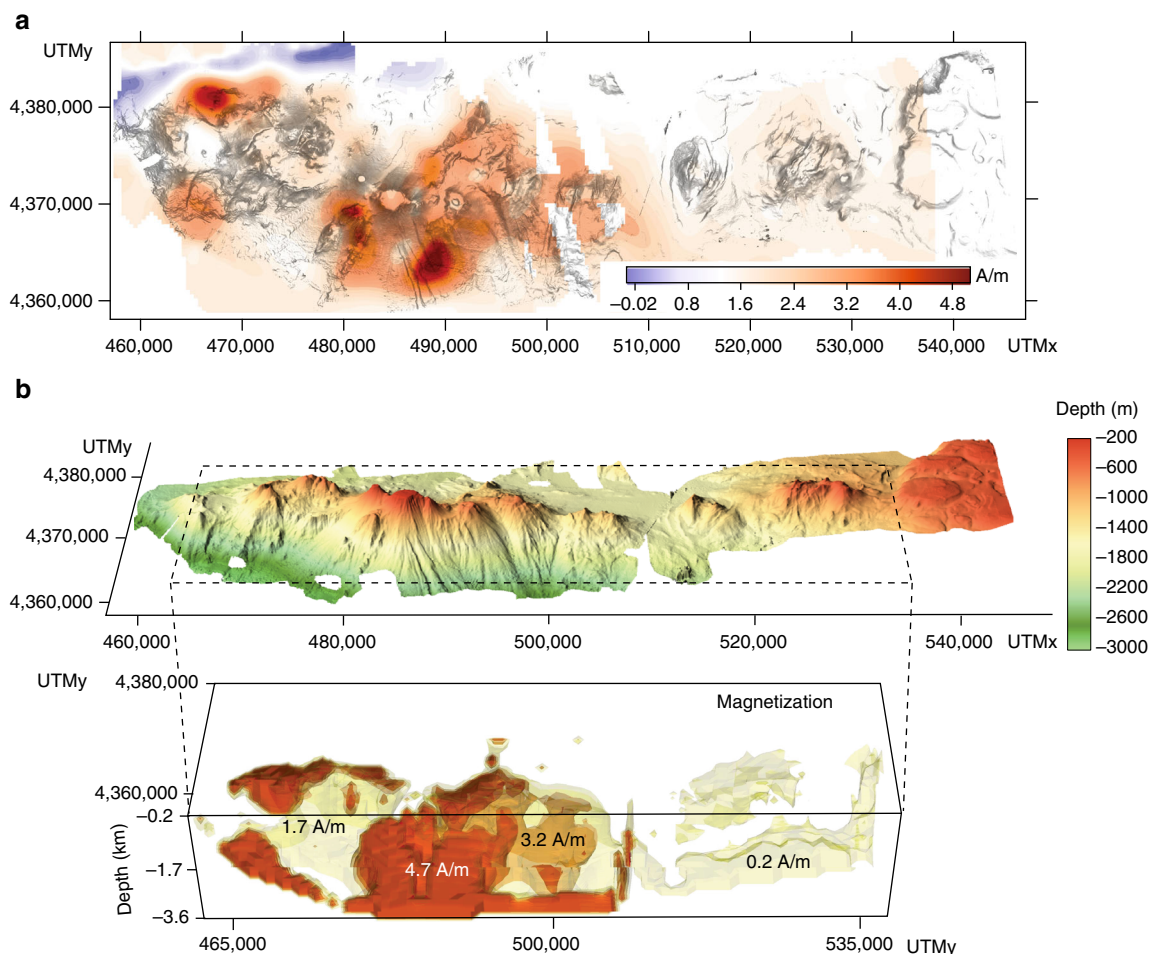 a
UTMy
4,380,000
4,370,000
4,360,000
A/m
−0.02 0.8 1.6 2.4 3.2 4.0 4.8
460,000 470,000 480,000 490,000 500,000 510,000 520,000 530,000 540,000 UTMx
b
Depth (m)
−200
−600
−1000
−1400
−1800
−2200
−2600
−3000
UTMy
4,380,000
4,370,000
4,360,000
460,000 480,000 500,000 520,000 540,000 UTMx
UTMy
4,380,000
Magnetization
4,360,000
−0.2
1.7 A/m
3.2 A/m
4.7 A/m
0.2 A/m
Depth (km)
−1.7
−3.6
465,000 500,000 535,000 UTMy